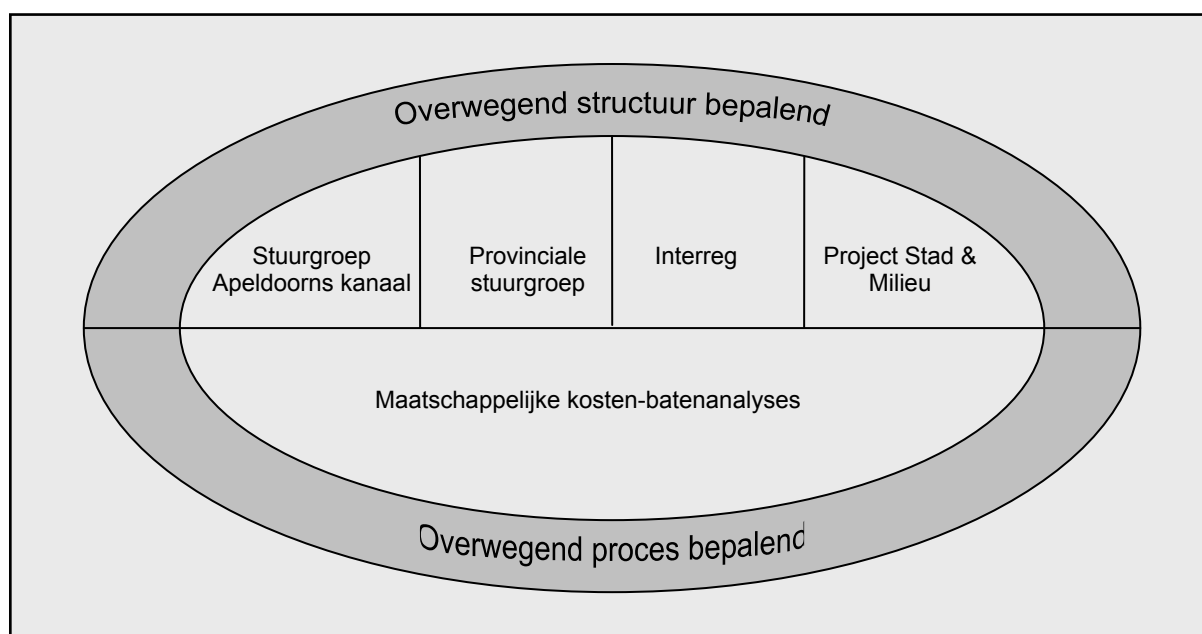 Overwegend structuur bepalend
Stuurgroep
Apeldoorns kanaal
Provinciale
stuurgroep
Interreg
Project Stad &
Milieu
Maatschappelijke kosten-batenanalyses
Overwegend proces bepalend